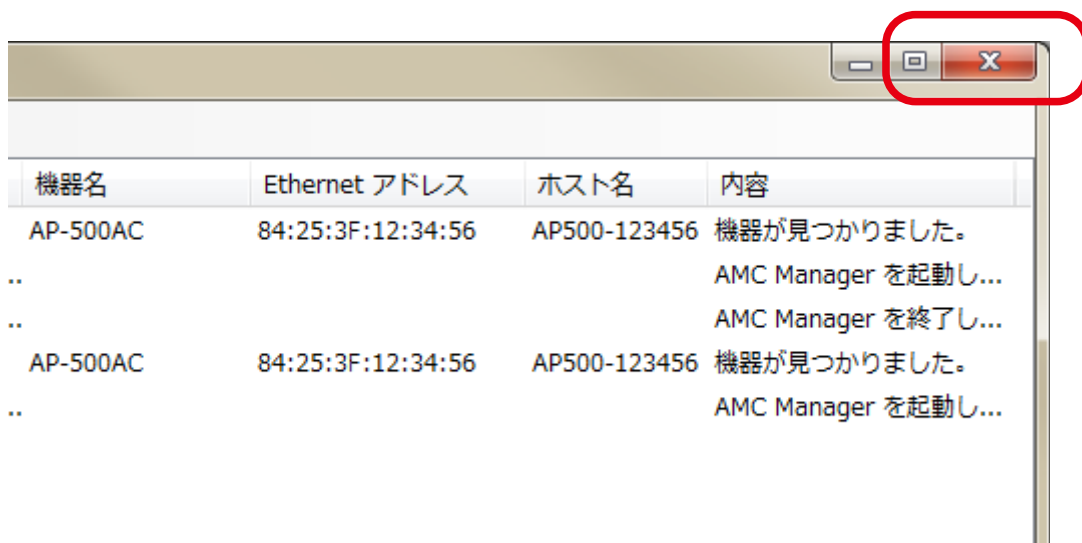 機器名 Ethernet アドレス ホスト名 内容
AP-500AC 84:25:3F:12:34:56 AP500-123456 機器が見つかりました。
.. AMC Manager を起動し...
.. AMC Manager を終了し...
AP-500AC 84:25:3F:12:34:56 AP500-123456 機器が見つかりました。
.. AMC Manager を起動し...